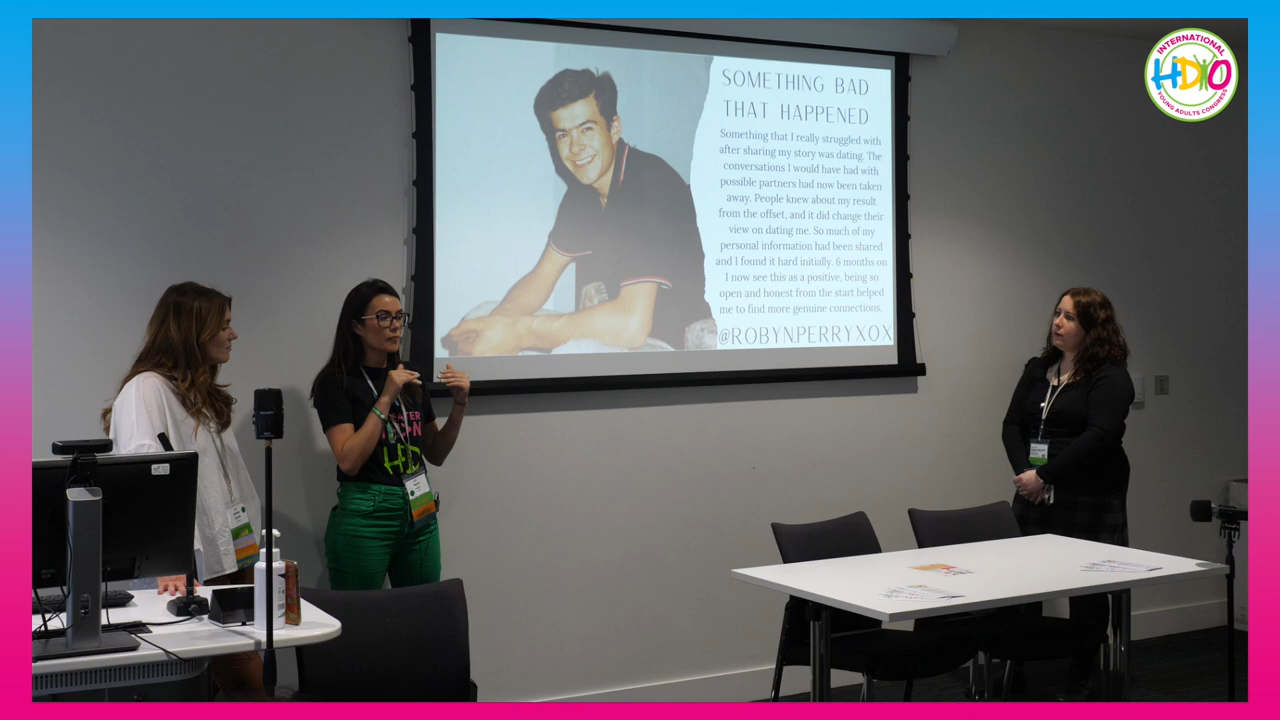 INTERNATIONAL
HDYO
YOUNG ADULTS CONGRESS
SOMETHING BAD
THAT HAPPENED
Something that I really struggled with
after sharing my story was dating. The
conversations I would have had with
possible partners had now been taken
away. People knew about my result
from the offset, and it did change their
view on dating me. So much of my
personal information had been shared
and I found it hard initially. 6 months on
I now see this as a positive, being so
open and honest from the start helped
me to find more genuine connections.
@ROBYN.PERRYXOX